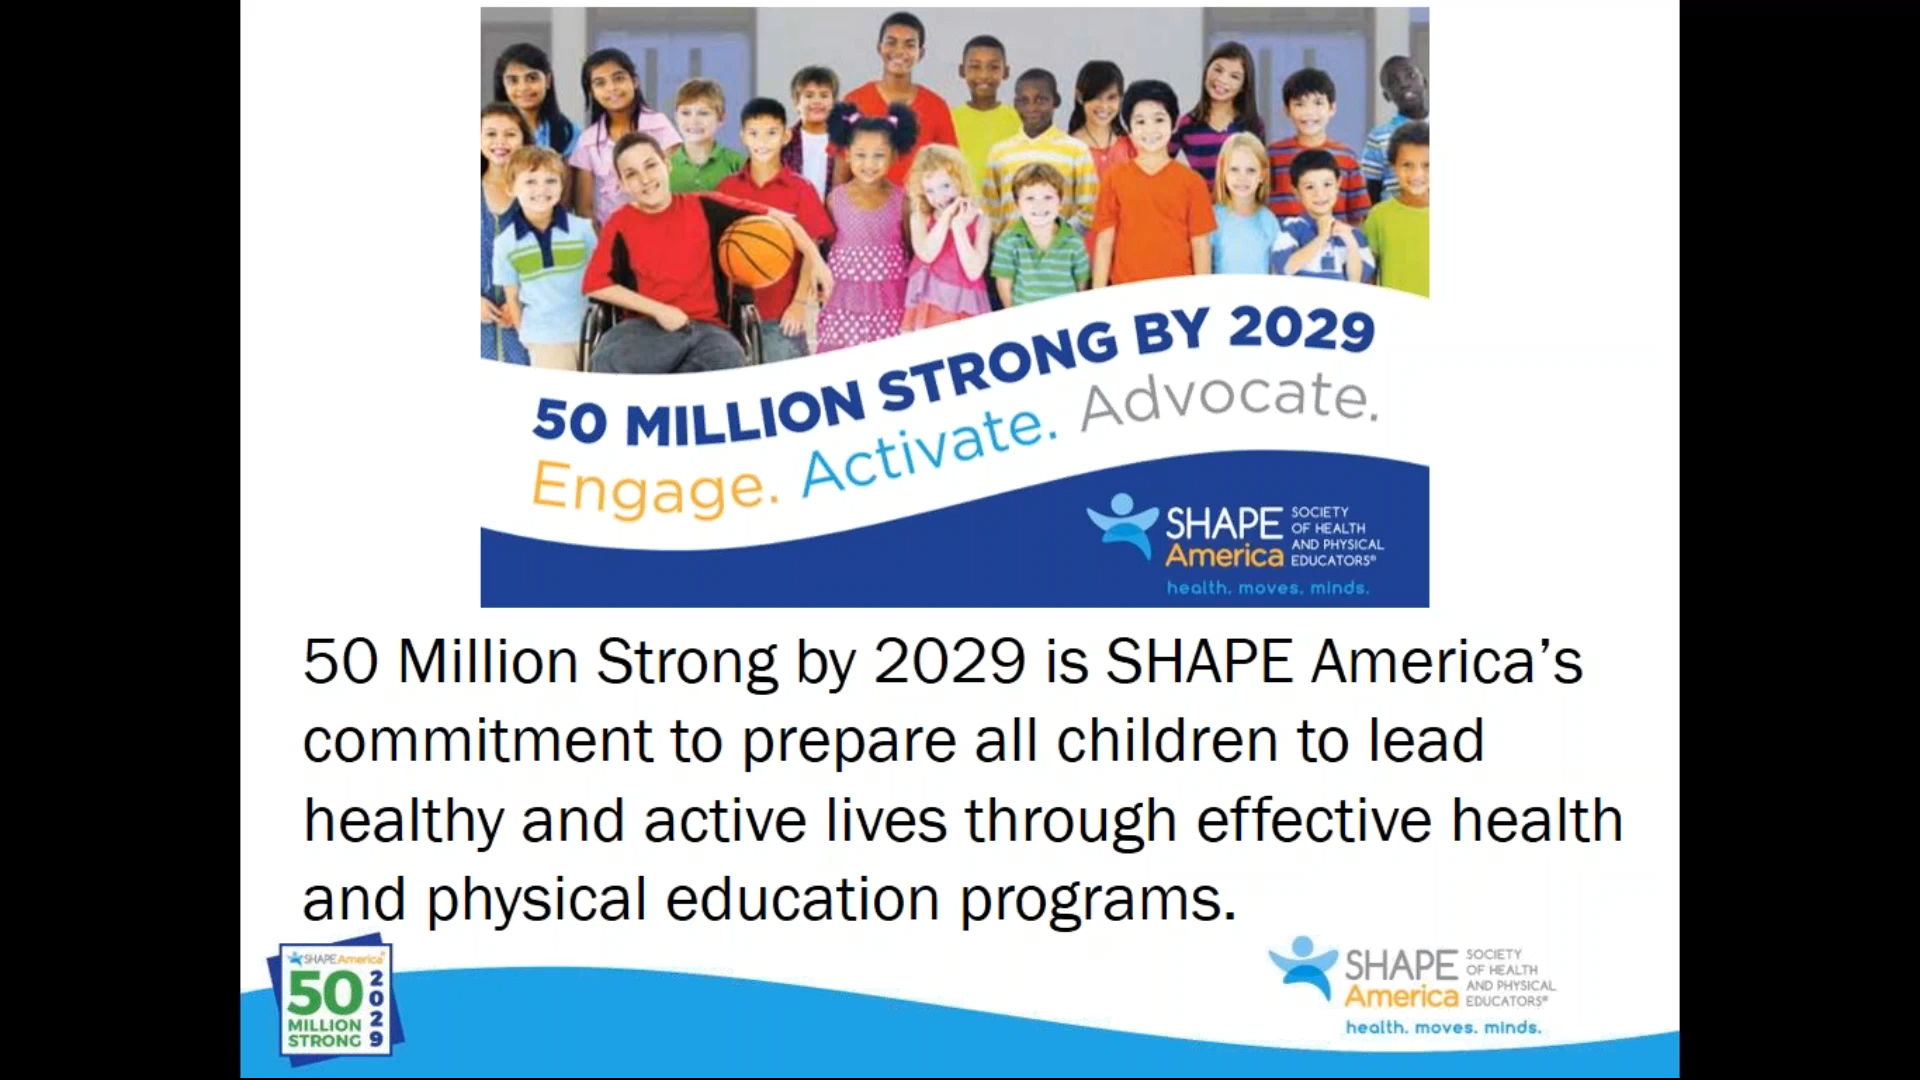 50 MILLION STRONG BY 2029
Engage. Activate. Advocate.
SHAPE
America
SOCIETY
OF HEALTH
AND PHYSICAL
EDUCATORS®
health. moves. minds.
50 Million Strong by 2029 is SHAPE America’s
commitment to prepare all children to lead
healthy and active lives through effective health
and physical education programs.
SHAPE America®
50
MILLION
STRONG
2029
SHAPE
America
SOCIETY
OF HEALTH
AND PHYSICAL
EDUCATORS®
health. moves. minds.